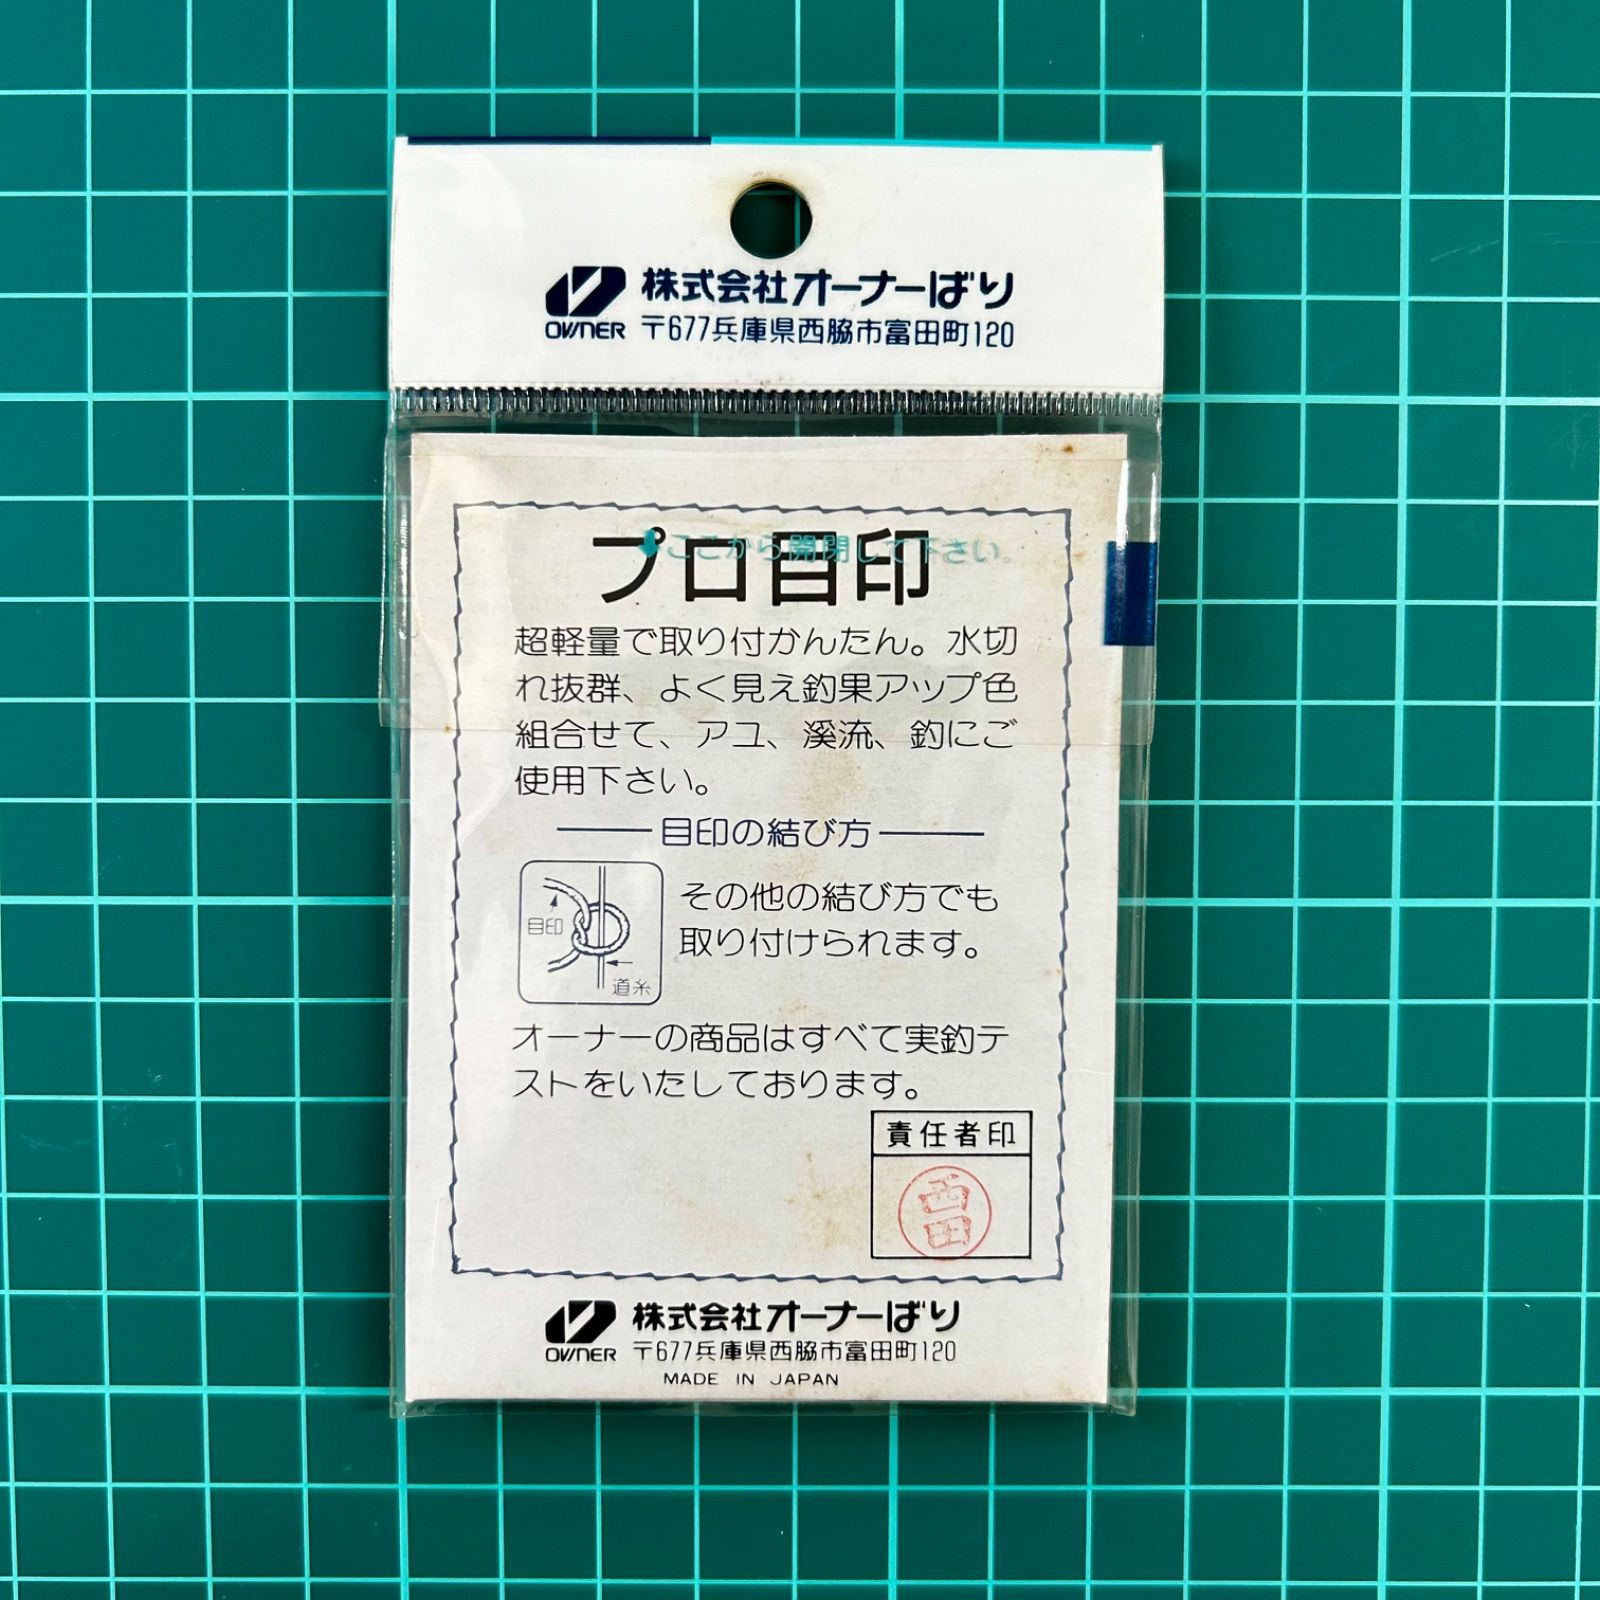 株式会社オーナーばり
OWNER 〒677兵庫県西脇市富田町120
ここから開閉して下さい。
プロ目印
超軽量で取り付かんたん。水切
れ抜群、よく見え釣果アップ色
組合せて、アユ、溪流、釣にご
使用下さい。
目印の結び方
目印
道糸
その他の結び方でも
取り付けられます。
オーナーの商品はすべて実釣テ
ストをいたしております。
責任者印
西田
株式会社オーナーばり
OWNER 〒677兵庫県西脇市富田町120
MADE IN JAPAN